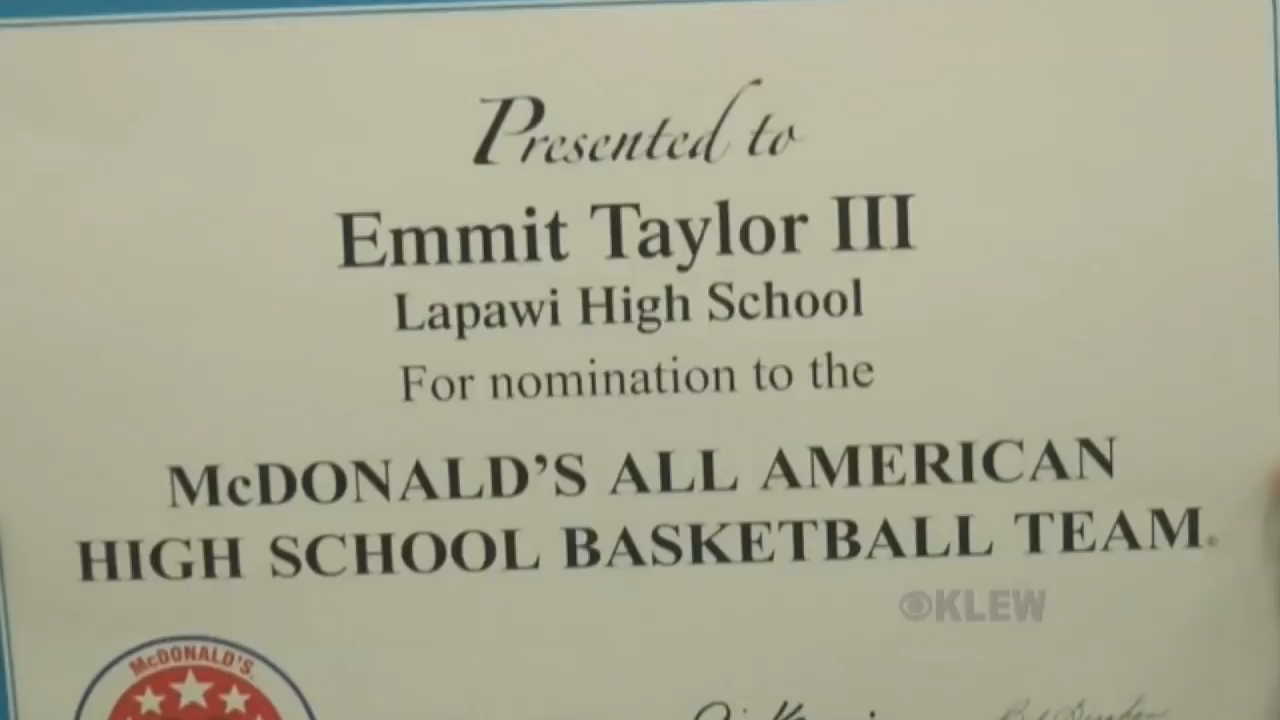 Presented to
Emmit Taylor III
Lapawi High School
For nomination to the
McDONALD'S ALL AMERICAN
HIGH SCHOOL BASKETBALL TEAM®
KLEW
McDONALD'S